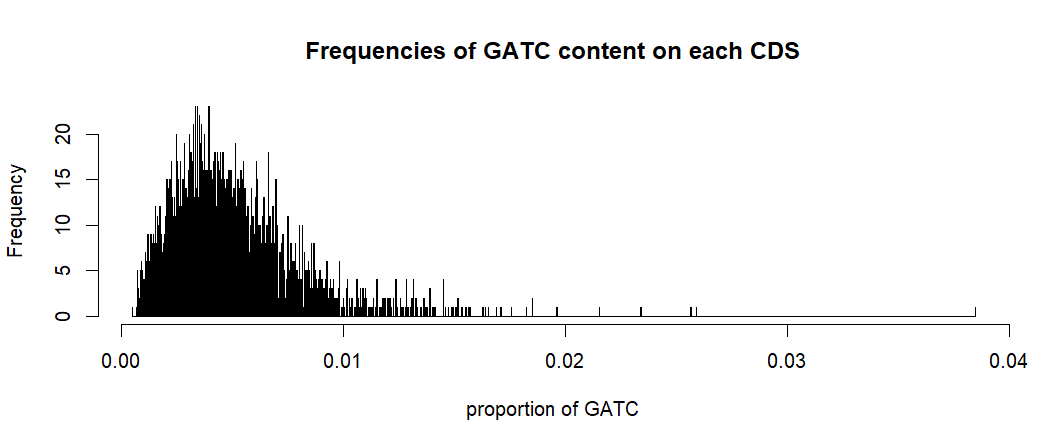 Frequencies of GATC content on each CDS
Frequency
20
15
10
5
0
0.00 0.01 0.02 0.03 0.04
proportion of GATC